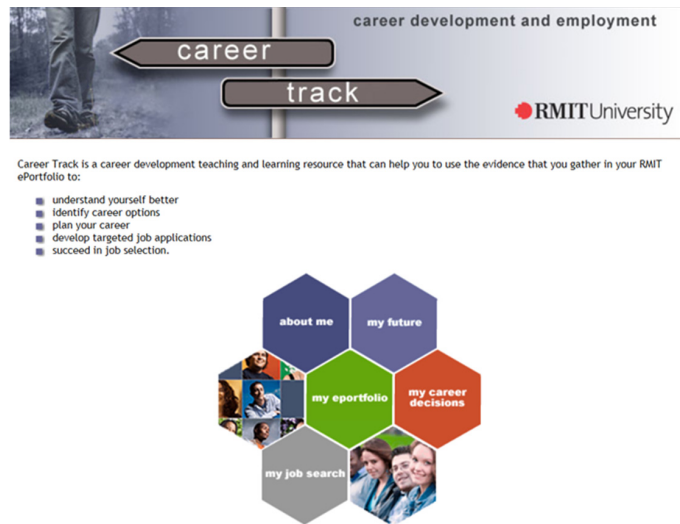 career development and employment
career
track
RMIT University
Career Track is a career development teaching and learning resource that can help you to use the evidence that you gather in your RMIT
ePortfolio to:
understand yourself better
identify career options
plan your career
develop targeted job applications
succeed in job selection.
about me
my future
my eportfolio
my career
decisions
my job search